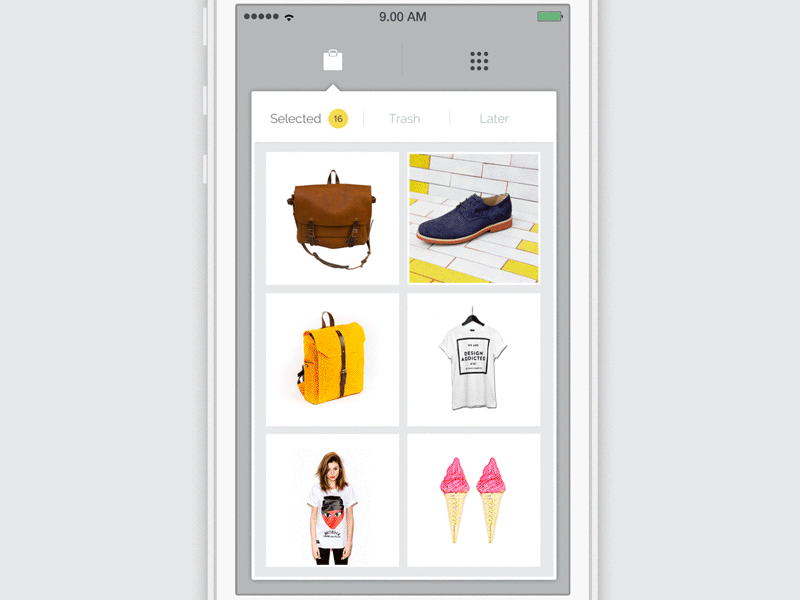 9.00 AM
Selected 16 Trash Later
DESIGN
ADDICTED